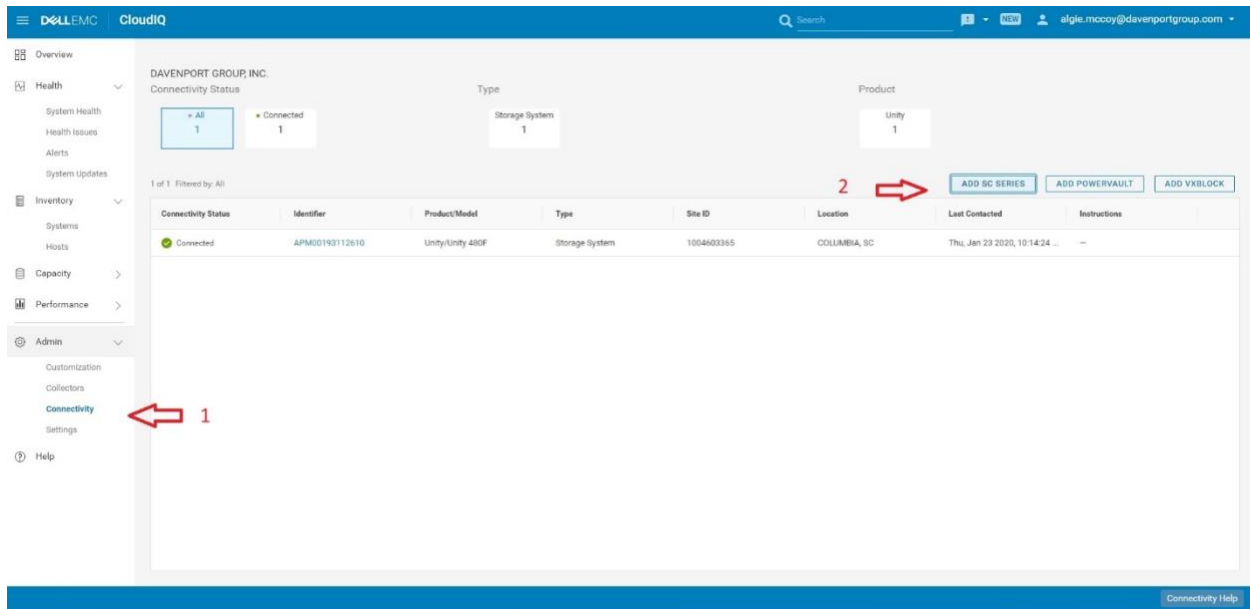 DELLEMC CloudIQ Search NEW algie.mccoy@davenportgroup.com
Overview
Health
System Health
Health Issues
Alerts
System Updates
Inventory
Systems
Hosts
Capacity
Performance
Admin
Customization
Collectors
Connectivity
Settings
Help
1
DAVENPORT GROUP, INC.
Connectivity Status Type Product
All Connected Storage System Unity
1 1 1 1
1 of 1 Filtered by: All 2 ADD SC SERIES ADD POWERVAULT ADD VXBLOCK
Connectivity Status Identifier Product/Model Type Site ID Location Last Contacted Instructions
Connected APM00193112610 Unity/Unity 480F Storage System 1004603365 COLUMBIA, SC Thu, Jan 23 2020, 10:14:24 ... --
Connectivity Help